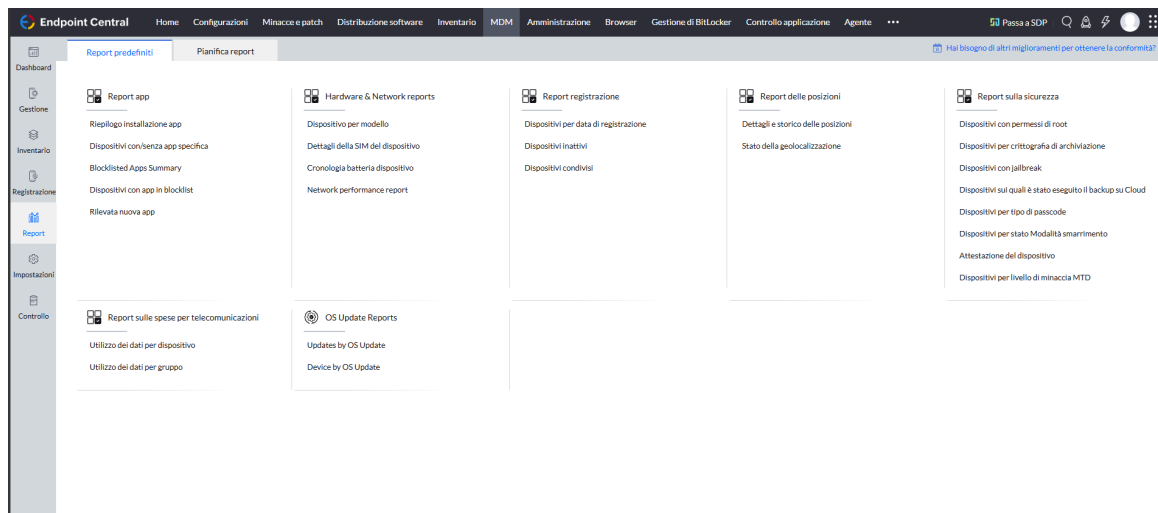 Endpoint Central Home Configurazioni Minacce e patch Distribuzione software Inventario MDM Amministrazione Browser Gestione di BitLocker Controllo applicazione Agente ••• Passa a SDP
Report predefiniti Pianifica report Hai bisogno di altri miglioramenti per ottenere la conformità?
Dashboard
Gestione
Inventario
Registrazione
Report
Impostazioni
Controllo
Report app
Riepilogo installazione app
Dispositivi con/senza app specifica
Blocklisted Apps Summary
Dispositivi con app in blocklist
Rilevata nuova app
Hardware & Network reports
Dispositivo per modello
Dettagli della SIM del dispositivo
Cronologia batteria dispositivo
Network performance report
Report registrazione
Dispositivi per data di registrazione
Dispositivi inattivi
Dispositivi condivisi
Report delle posizioni
Dettagli e storico delle posizioni
Stato della geolocalizzazione
Report sulla sicurezza
Dispositivi con permessi di root
Dispositivi per crittografia di archiviazione
Dispositivi con jailbreak
Dispositivi sui quali è stato eseguito il backup su Cloud
Dispositivi per tipo di passcode
Dispositivi per stato Modalità smarrimento
Attestazione del dispositivo
Dispositivi per livello di minaccia MTD
Report sulle spese per telecomunicazioni
Utilizzo dei dati per dispositivo
Utilizzo dei dati per gruppo
OS Update Reports
Updates by OS Update
Device by OS Update